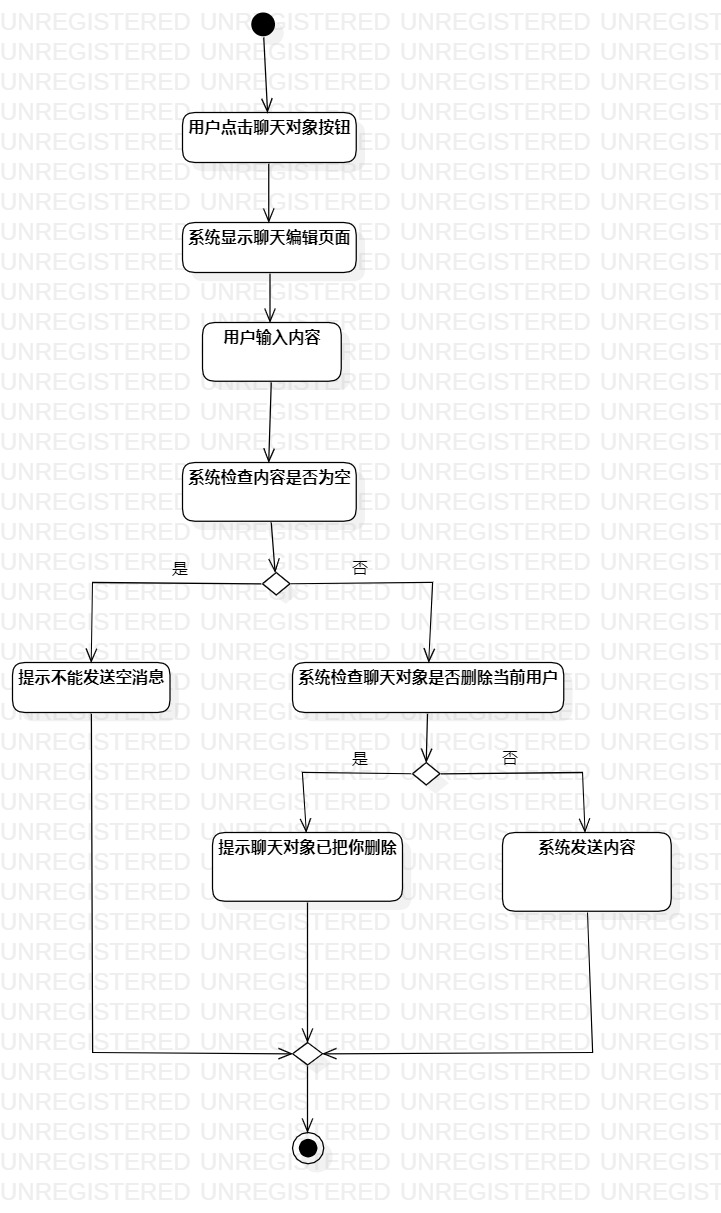 用户点击聊天对象按钮
系统显示聊天编辑页面
用户输入内容
系统检查内容是否为空
是
否
提示不能发送空消息
系统检查聊天对象是否删除当前用户
是
否
提示聊天对象已把你删除
系统发送内容
UNREGISTERED UNREGISTERED UNREGISTERED UNREGIST